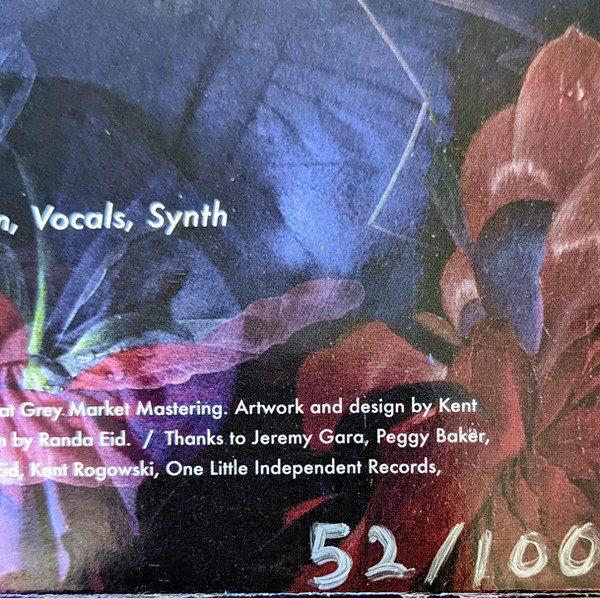 n, Vocals, Synth
at Grey Market Mastering. Artwork and design by Kent
n by Randa Eid. / Thanks to Jeremy Gara, Peggy Baker,
Eid, Kent Rogowski, One Little Independent Records,
52/100